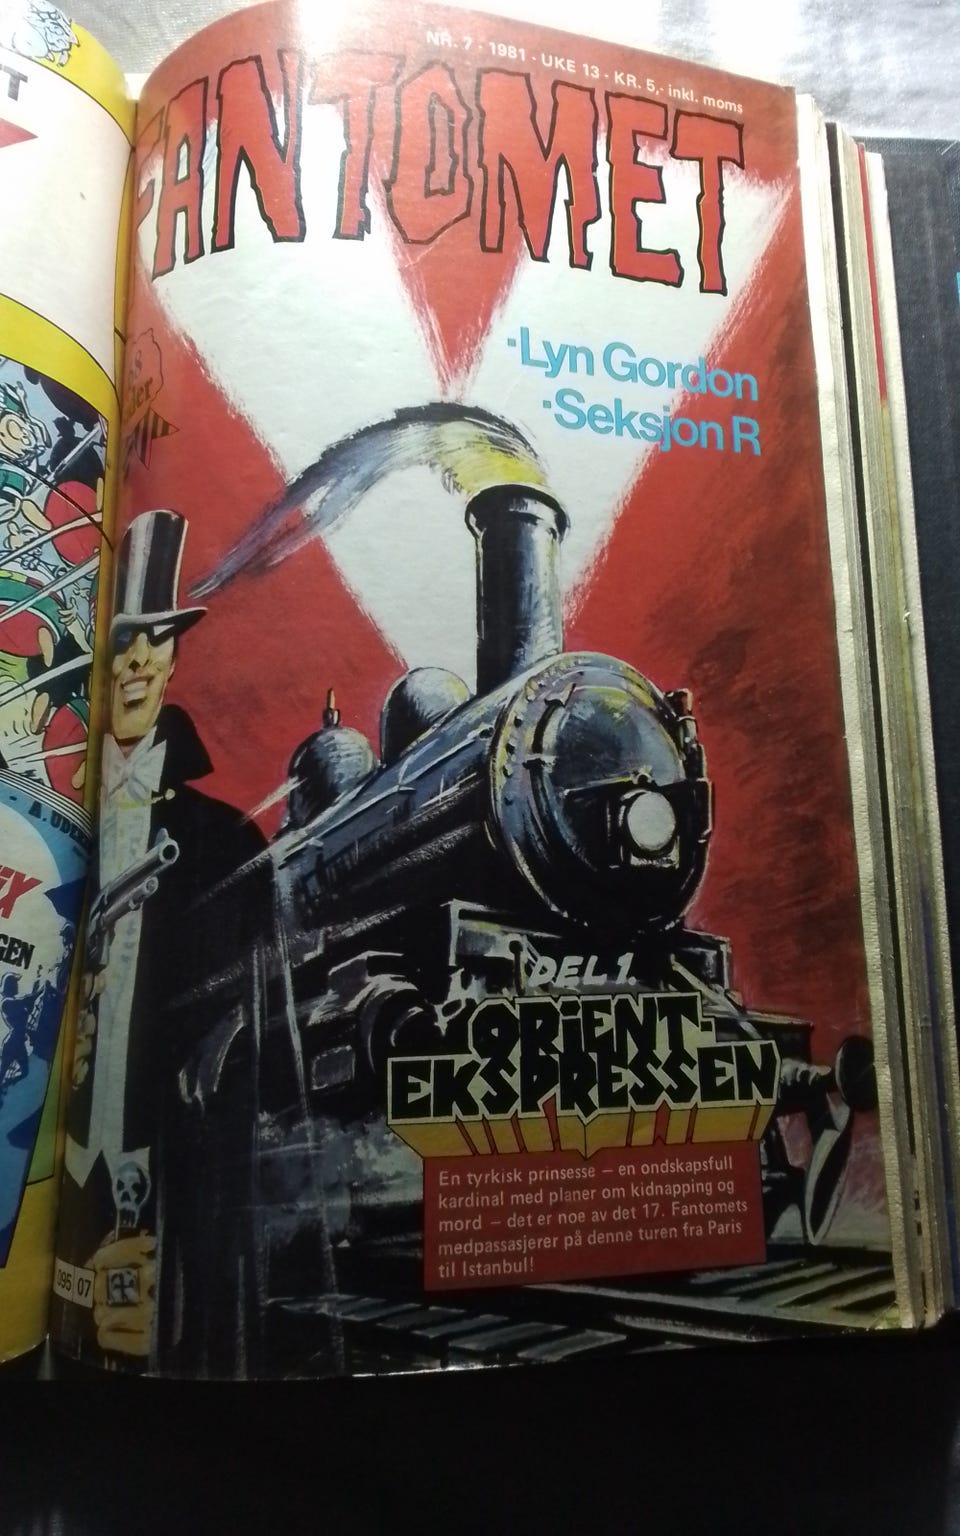 NR. 7 · 1981 · UKE 13 · KR. 5,- inkl. moms
FANTOMET
·Lyn Gordon
·Seksjon R
DEL 1.
ORIENT-
EKSPRESSEN
En tyrkisk prinsesse – en ondskapsfull
kardinal med planer om kidnapping og
mord – det er noe av det 17. Fantomets
medpassasjerer på denne turen fra Paris
til Istanbul!
095 07